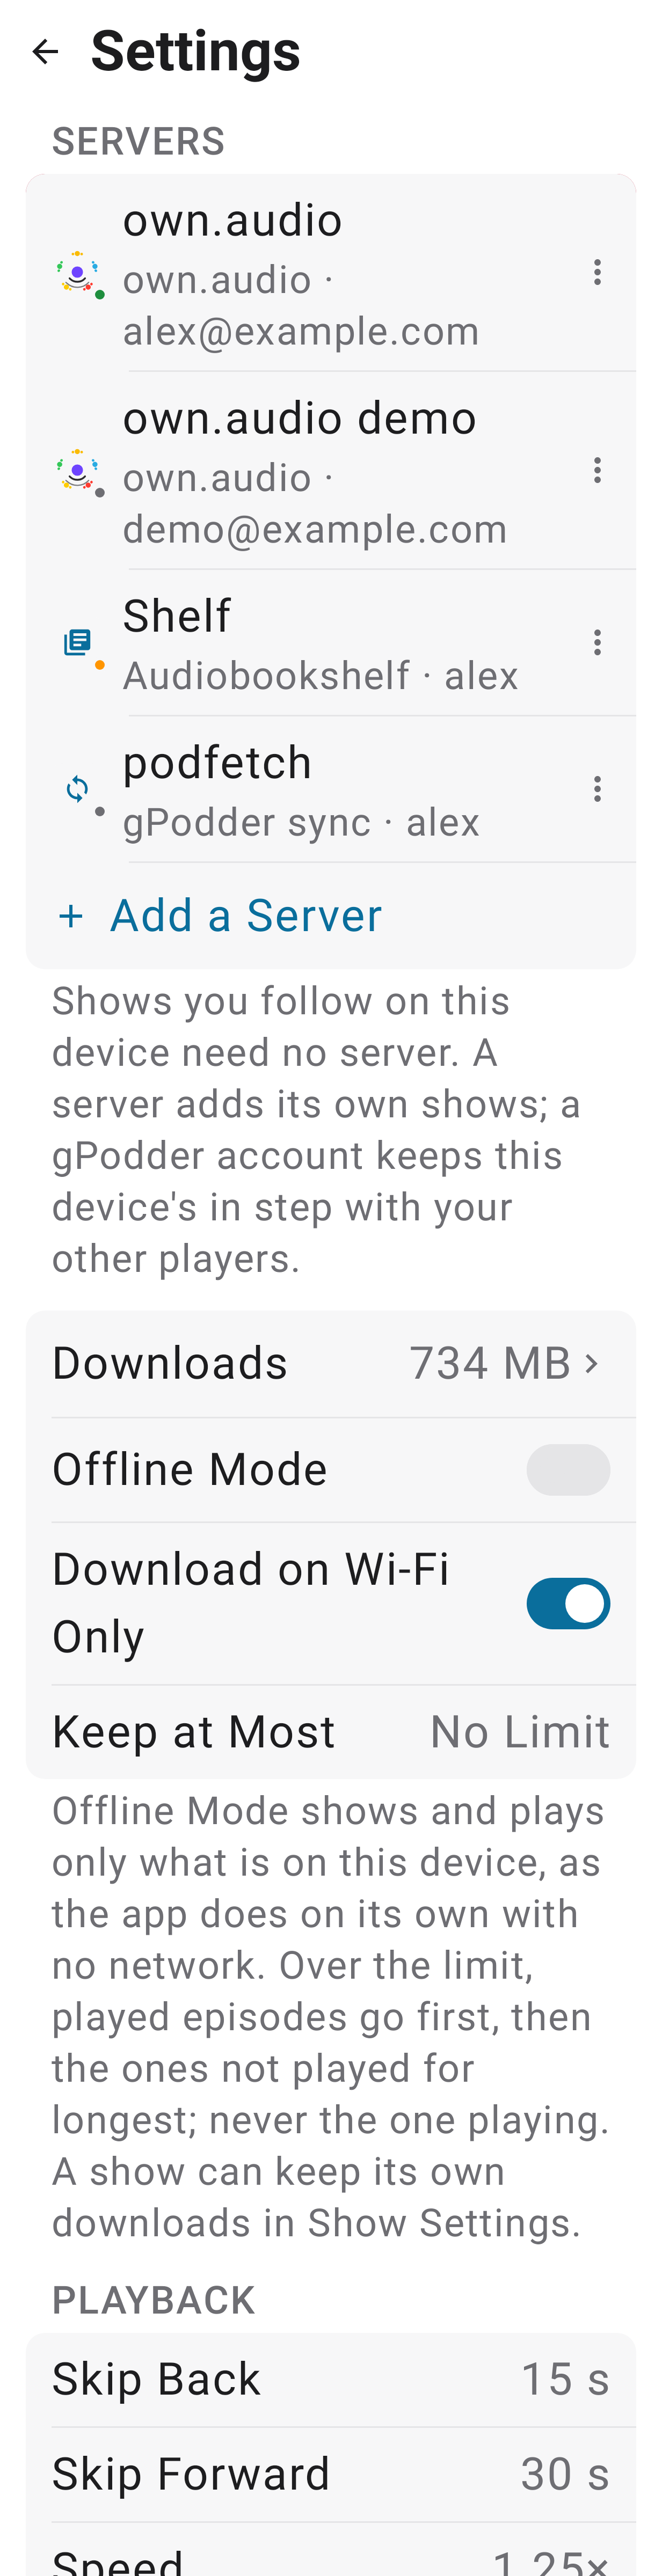 Settings
SERVERS
own.audio
own.audio ·
alex@example.com
own.audio demo
own.audio ·
demo@example.com
Shelf
Audiobookshelf · alex
podfetch
gPodder sync · alex
+ Add a Server
Shows you follow on this
device need no server. A
server adds its own shows; a
gPodder account keeps this
device's in step with your
other players.
Downloads 734 MB
Offline Mode
Download on Wi-Fi
Only
Keep at Most No Limit
Offline Mode shows and plays
only what is on this device, as
the app does on its own with
no network. Over the limit,
played episodes go first, then
the ones not played for
longest; never the one playing.
A show can keep its own
downloads in Show Settings.
PLAYBACK
Skip Back 15 s
Skip Forward 30 s
Speed 1.25×